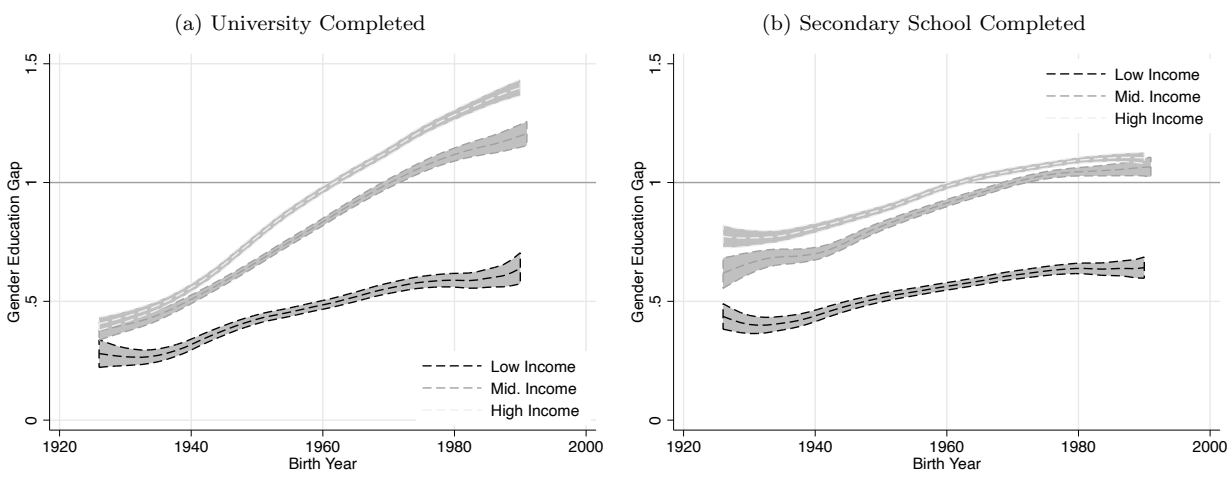 (a) University Completed
1.5
1
.5
0
Gender Education Gap
Low Income
Mid. Income
High Income
1920
1940
1960
1980
2000
Birth Year
(b) Secondary School Completed
1.5
1
.5
0
Gender Education Gap
Low Income
Mid. Income
High Income
1920
1940
1960
1980
2000
Birth Year